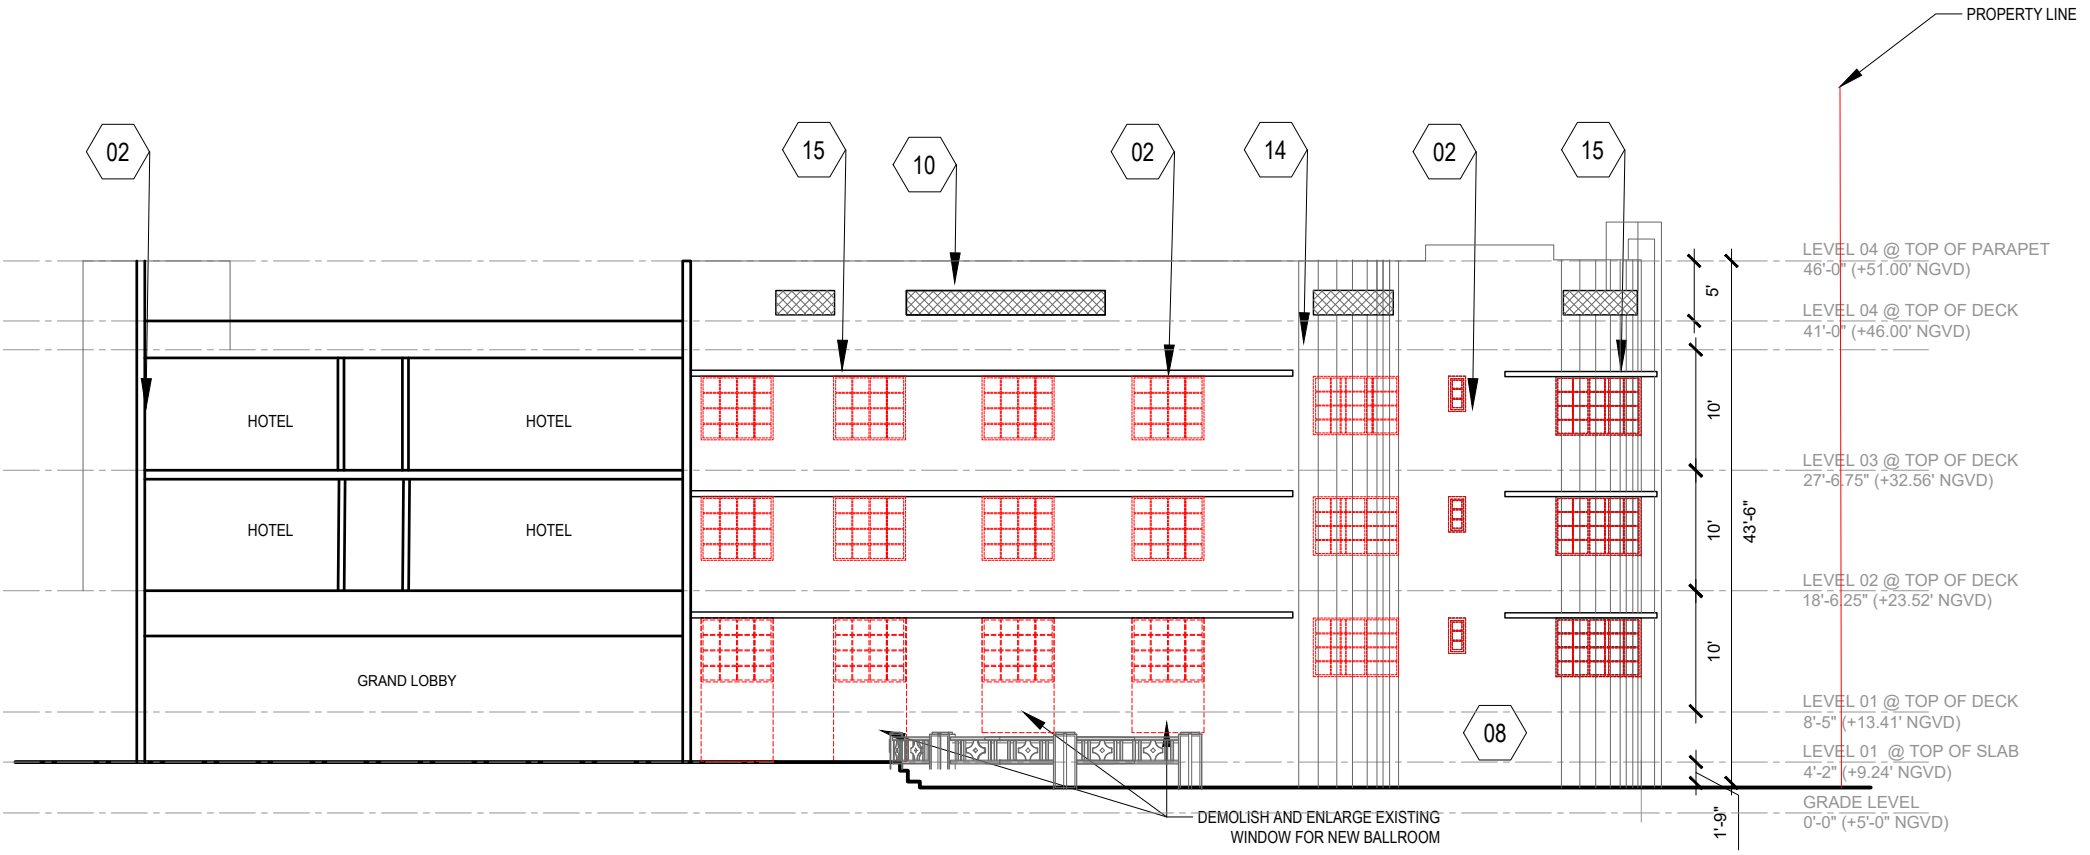 PROPERTY LINE
02
15
10
02
14
02
15
LEVEL 04 @ TOP OF PARAPET
46'-0" (+51.00' NGVD)
5'
LEVEL 04 @ TOP OF DECK
41'-0" (+46.00' NGVD)
HOTEL
HOTEL
10'
LEVEL 03 @ TOP OF DECK
27'-6.75" (+32.56' NGVD)
HOTEL
HOTEL
10'
43'-6"
LEVEL 02 @ TOP OF DECK
18'-6.25" (+23.52' NGVD)
GRAND LOBBY
10'
LEVEL 01 @ TOP OF DECK
8'-5" (+13.41' NGVD)
08
LEVEL 01 @ TOP OF SLAB
4'-2" (+9.24' NGVD)
GRADE LEVEL
0'-0" (+5'-0" NGVD)
1'-9"
DEMOLISH AND ENLARGE EXISTING
WINDOW FOR NEW BALLROOM